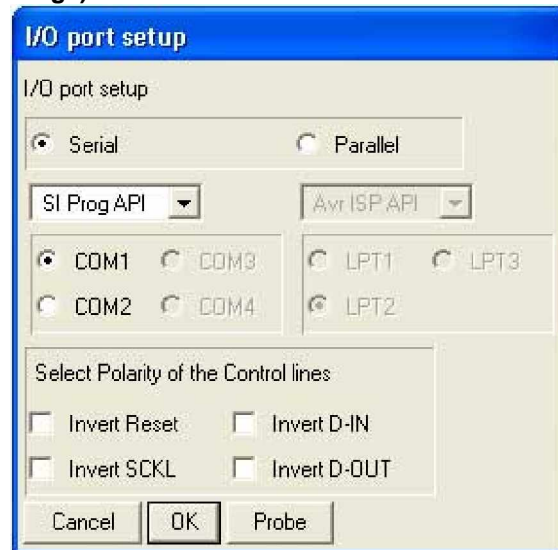 I/O port setup
I/O port setup
Serial Parallel
SI Prog API Avr ISP API
COM1 COM3 LPT1 LPT3
COM2 COM4 LPT2
Select Polarity of the Control lines
Invert Reset Invert D-IN
Invert SCKL Invert D-OUT
Cancel OK Probe